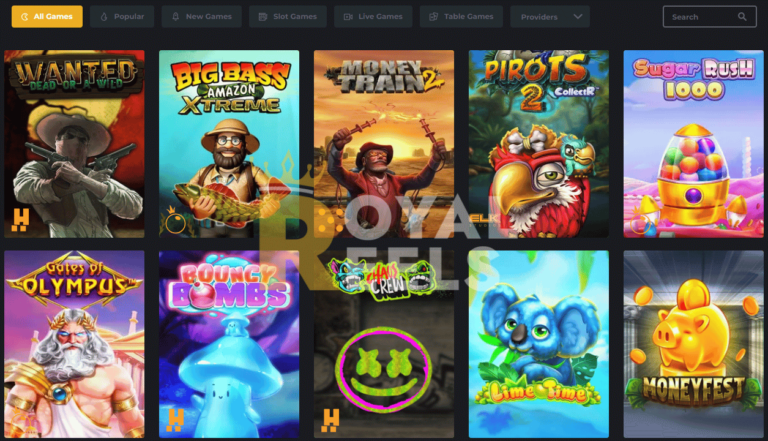 All Games
Popular
New Games
Slot Games
Live Games
Table Games
Providers
Search
WANTED
DEAD OR A WILD
BIG BASS
AMAZON
XTREME
MONEY
TRAIN 2
PIROTS
2
CollectR
Sugar RUSH
1000
ELK
ROYAL
REELS
Gates of
OLYMPUS
BOUNCY
BOMBS
CHAOS
CREW
Lime Time
MONEYFEST